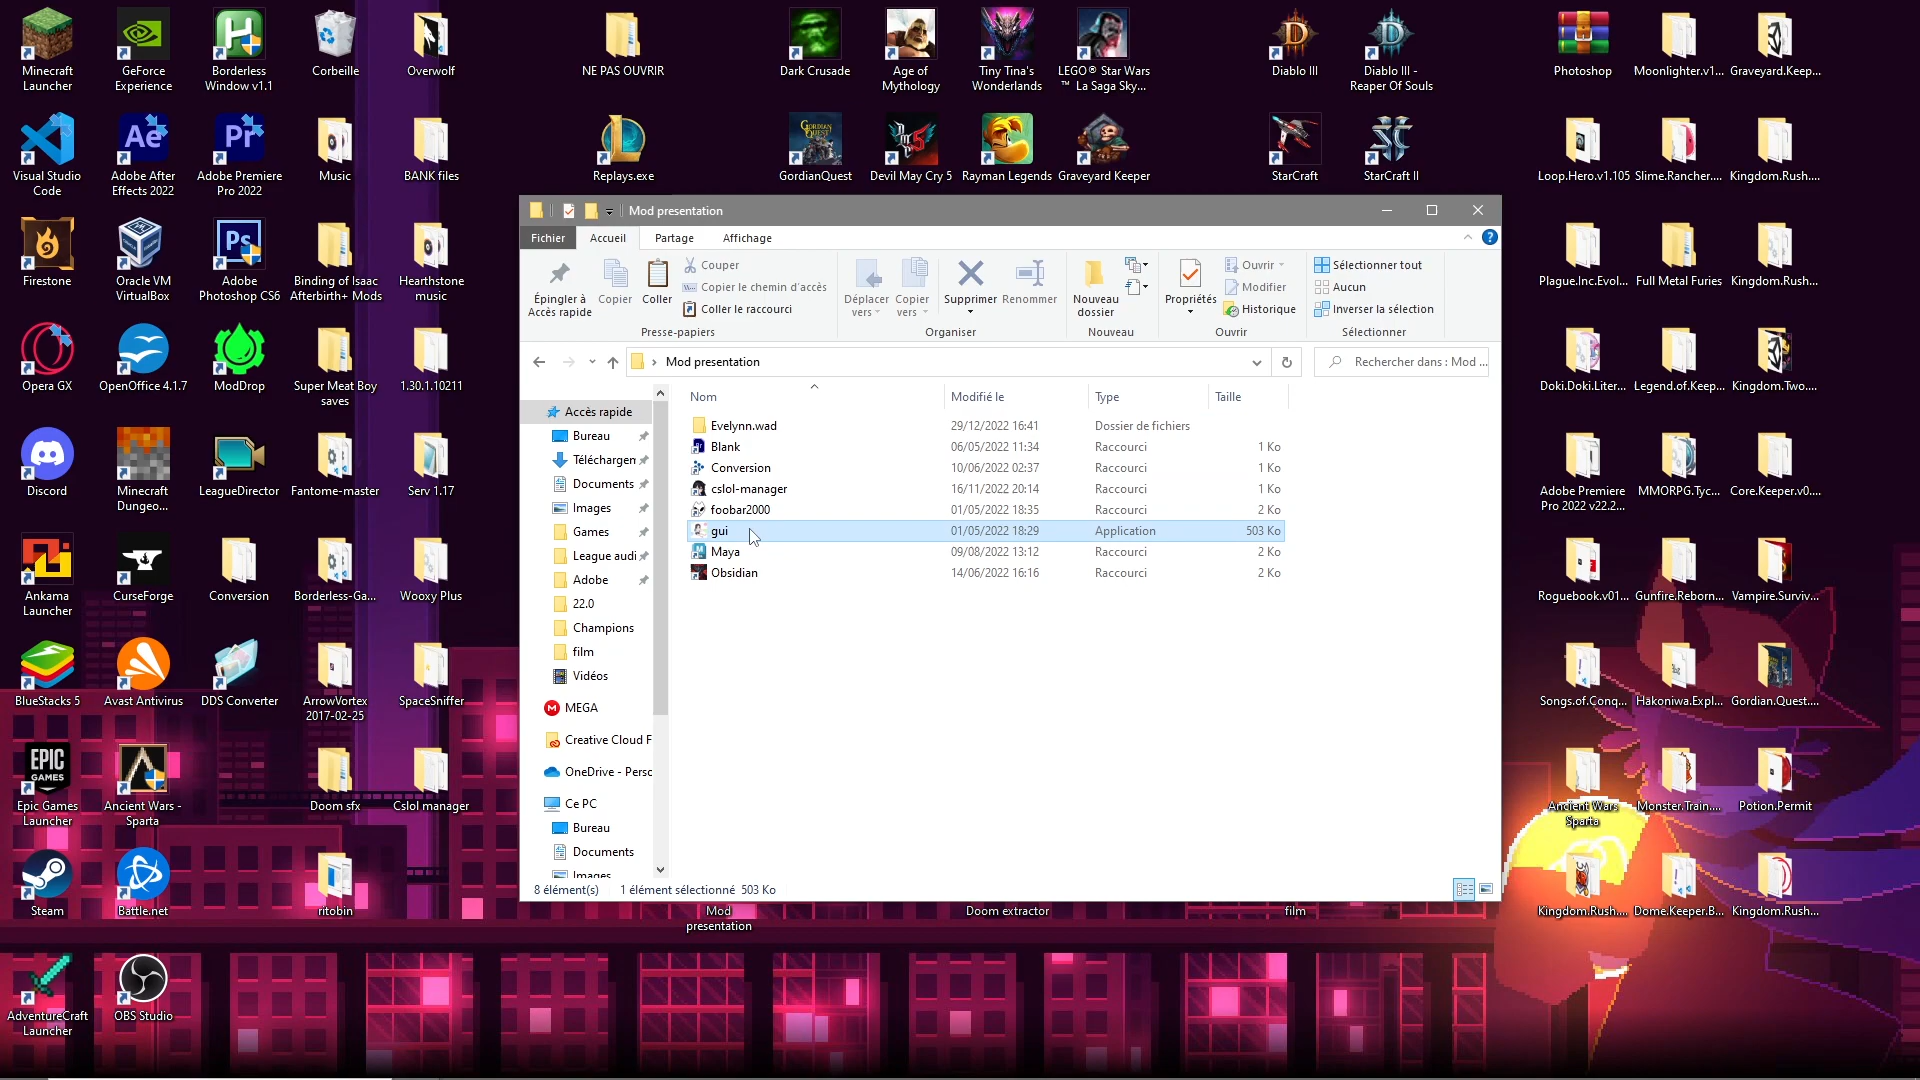 Minecraft Launcher
GeForce Experience
Borderless Window v1.1
Corbeille
Overwolf
NE PAS OUVRIR
Dark Crusade
Age of Mythology
Tiny Tina's Wonderlands
LEGO® Star Wars ™ La Saga Sky...
Diablo III
Diablo III - Reaper Of Souls
Photoshop
Moonlighter.v1...
Graveyard.Keep...
Visual Studio Code
Adobe After Effects 2022
Adobe Premiere Pro 2022
Music
BANK files
Replays.exe
GordianQuest
Devil May Cry 5
Rayman Legends
Graveyard Keeper
StarCraft
StarCraft II
Loop.Hero.v1.105
Slime.Rancher....
Kingdom.Rush....
Firestone
Oracle VM VirtualBox
Adobe Photoshop CS6
Binding of Isaac Afterbirth+ Mods
Hearthstone music
Plague.Inc.Evol...
Full Metal Furies
Kingdom.Rush....
Opera GX
OpenOffice 4.1.7
ModDrop
Super Meat Boy saves
1.30.1.10211
Doki.Doki.Liter...
Legend.of.Keep...
Kingdom.Two....
Discord
Minecraft Dungeo...
LeagueDirector
Fantome-master
Serv 1.17
Adobe Premiere Pro 2022 v22.2...
MMORPG.Tyc...
Core.Keeper.v0....
Ankama Launcher
CurseForge
Conversion
Borderless-Ga...
Wooxy Plus
Roguebook.v01...
Gunfire.Reborn...
Vampire.Surviv...
BlueStacks 5
Avast Antivirus
DDS Converter
ArrowVortex 2017-02-25
SpaceSniffer
Songs.of.Conq...
Hakoniwa.Expl...
Gordian.Quest....
Epic Games Launcher
Ancient Wars - Sparta
Doom sfx
Cslol manager
Ancient Wars Sparta
Monster.Train....
Potion.Permit
Steam
Battle.net
ritobin
Mod presentation
Doom extractor
film
Kingdom.Rush....
Dome.Keeper.B...
Kingdom.Rush....
AdventureCraft Launcher
OBS Studio
Mod presentation
Fichier Accueil Partage Affichage
Épingler à Accès rapide
Copier
Coller
Couper
Copier le chemin d'accès
Coller le raccourci
Presse-papiers
Déplacer vers
Copier vers
Supprimer
Renommer
Organiser
Nouveau dossier
Nouveau
Propriétés
Ouvrir
Modifier
Historique
Ouvrir
Sélectionner tout
Aucun
Inverser la sélection
Sélectionner
Mod presentation
Rechercher dans : Mod ...
Accès rapide
Bureau
Téléchargem
Documents
Images
Games
League audi
Adobe
22.0
Champions
film
Vidéos
MEGA
Creative Cloud F
OneDrive - Perso
Ce PC
Bureau
Documents
Images
Nom Modifié le Type Taille
Evelynn.wad 29/12/2022 16:41 Dossier de fichiers
Blank 06/05/2022 11:34 Raccourci 1 Ko
Conversion 10/06/2022 02:37 Raccourci 1 Ko
cslol-manager 16/11/2022 20:14 Raccourci 1 Ko
foobar2000 01/05/2022 18:35 Raccourci 2 Ko
gui 01/05/2022 18:29 Application 503 Ko
Maya 09/08/2022 13:12 Raccourci 2 Ko
Obsidian 14/06/2022 16:16 Raccourci 2 Ko
8 élément(s) 1 élément sélectionné 503 Ko